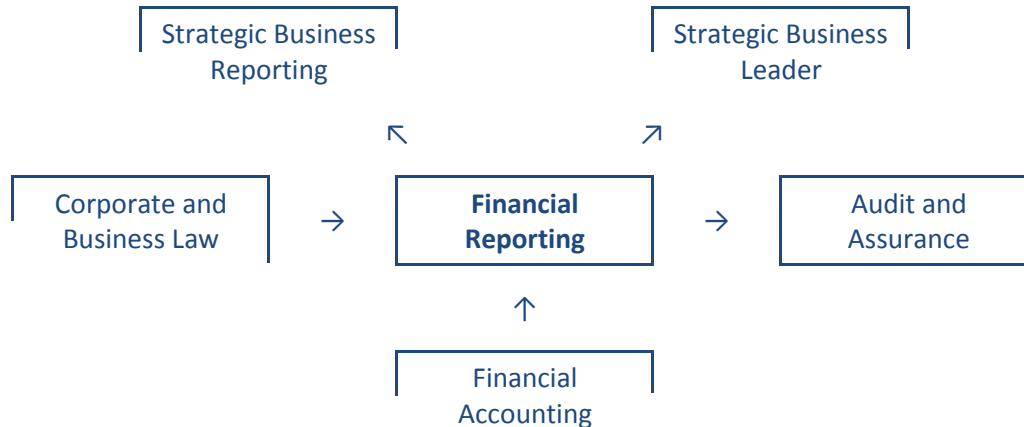 Strategic Business
Reporting
Strategic Business
Leader
Corporate and
Business Law
Financial
Reporting
Audit and
Assurance
Financial
Accounting